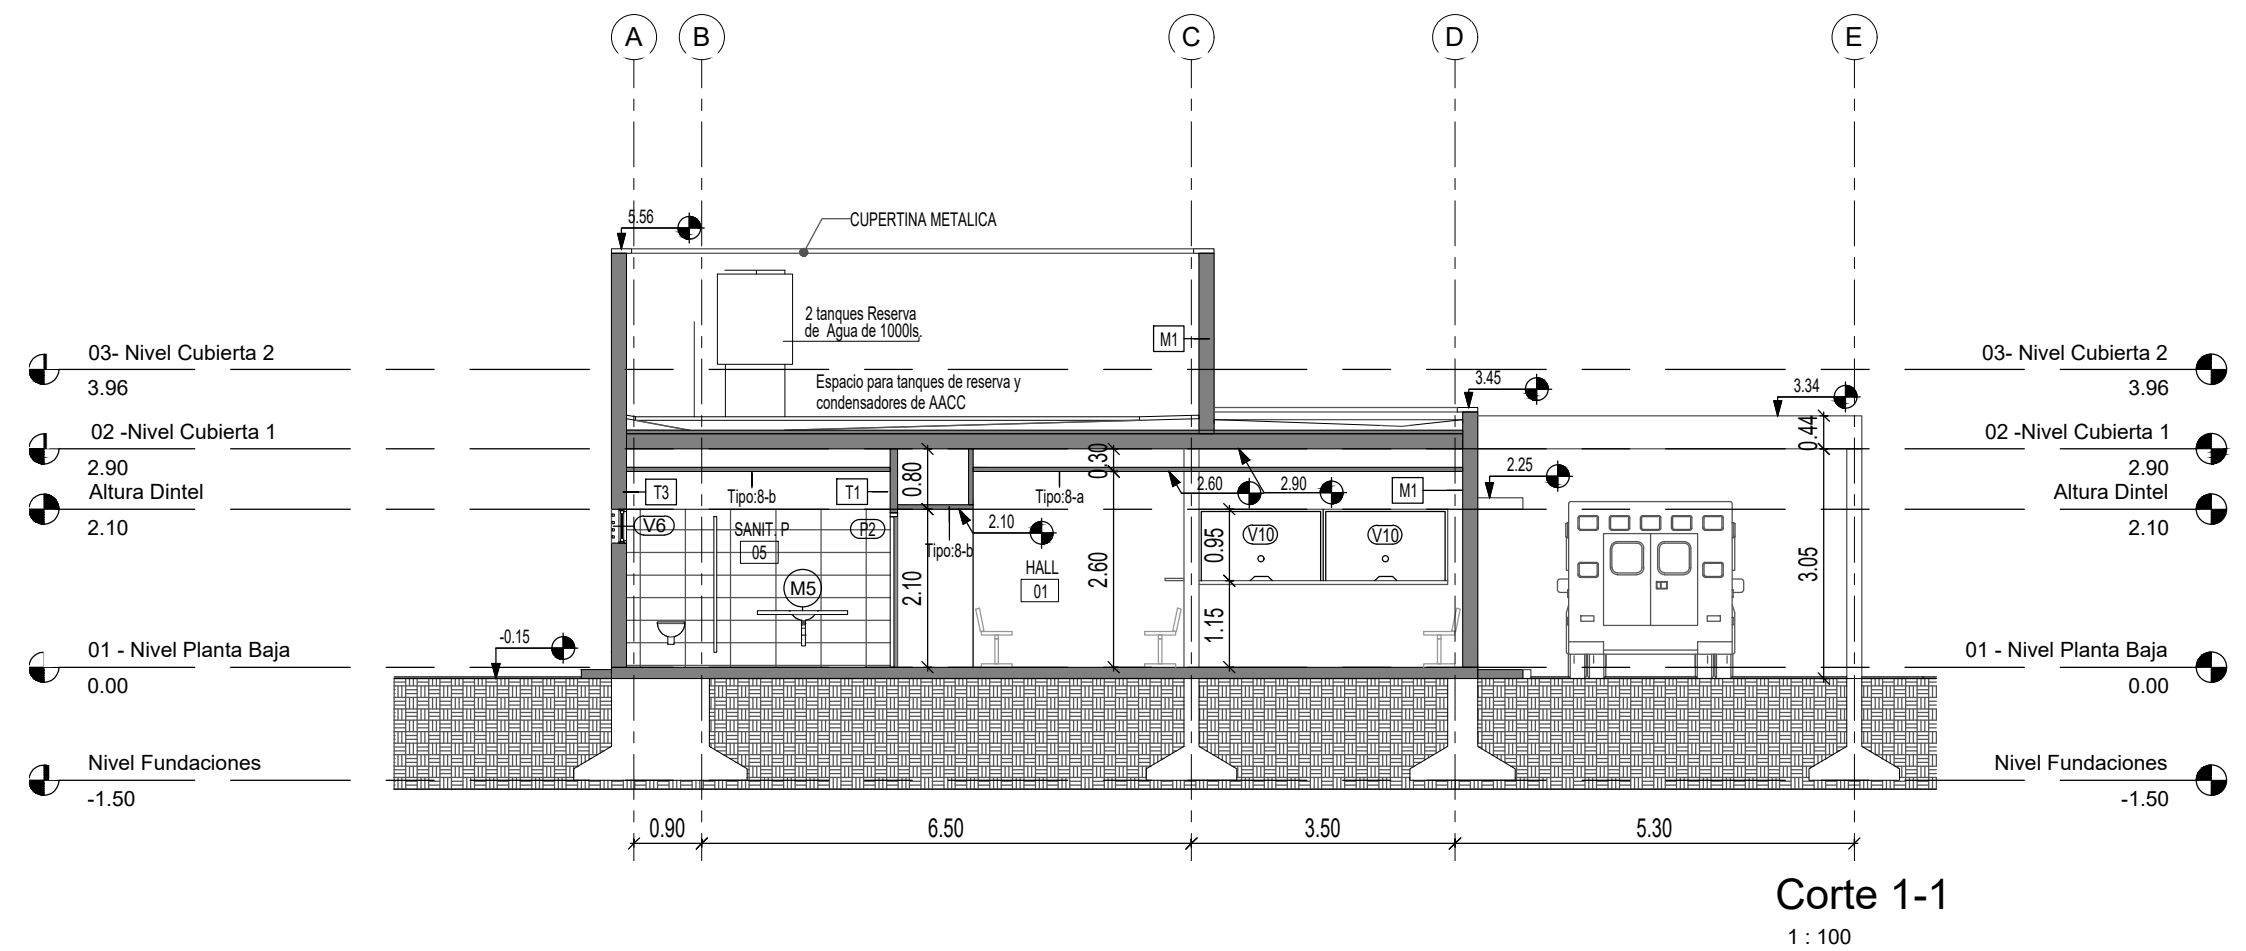 A
B
C
D
E
5.56
CUPERTINA METALICA
2 tanques Reserva
de Agua de 1000ls.
M1
03- Nivel Cubierta 2
3.96
03- Nivel Cubierta 2
3.96
Espacio para tanques de reserva y
condensadores de AACC
3.45
3.34
02 -Nivel Cubierta 1
2.90
02 -Nivel Cubierta 1
2.90
0.44
0.80
0,30
2.25
Altura Dintel
2.10
Altura Dintel
2.10
T3
Tipo:8-b
T1
Tipo:8-a
2.60
2.90
M1
V6
SANIT. P
05
P2
2.10
Tipo:8-b
V10
V10
0.95
HALL
01
2.60
3.05
2.10
M5
1.15
-0.15
01 - Nivel Planta Baja
0.00
01 - Nivel Planta Baja
0.00
Nivel Fundaciones
-1.50
Nivel Fundaciones
-1.50
0.90
6.50
3.50
5.30
Corte 1-1
1 : 100